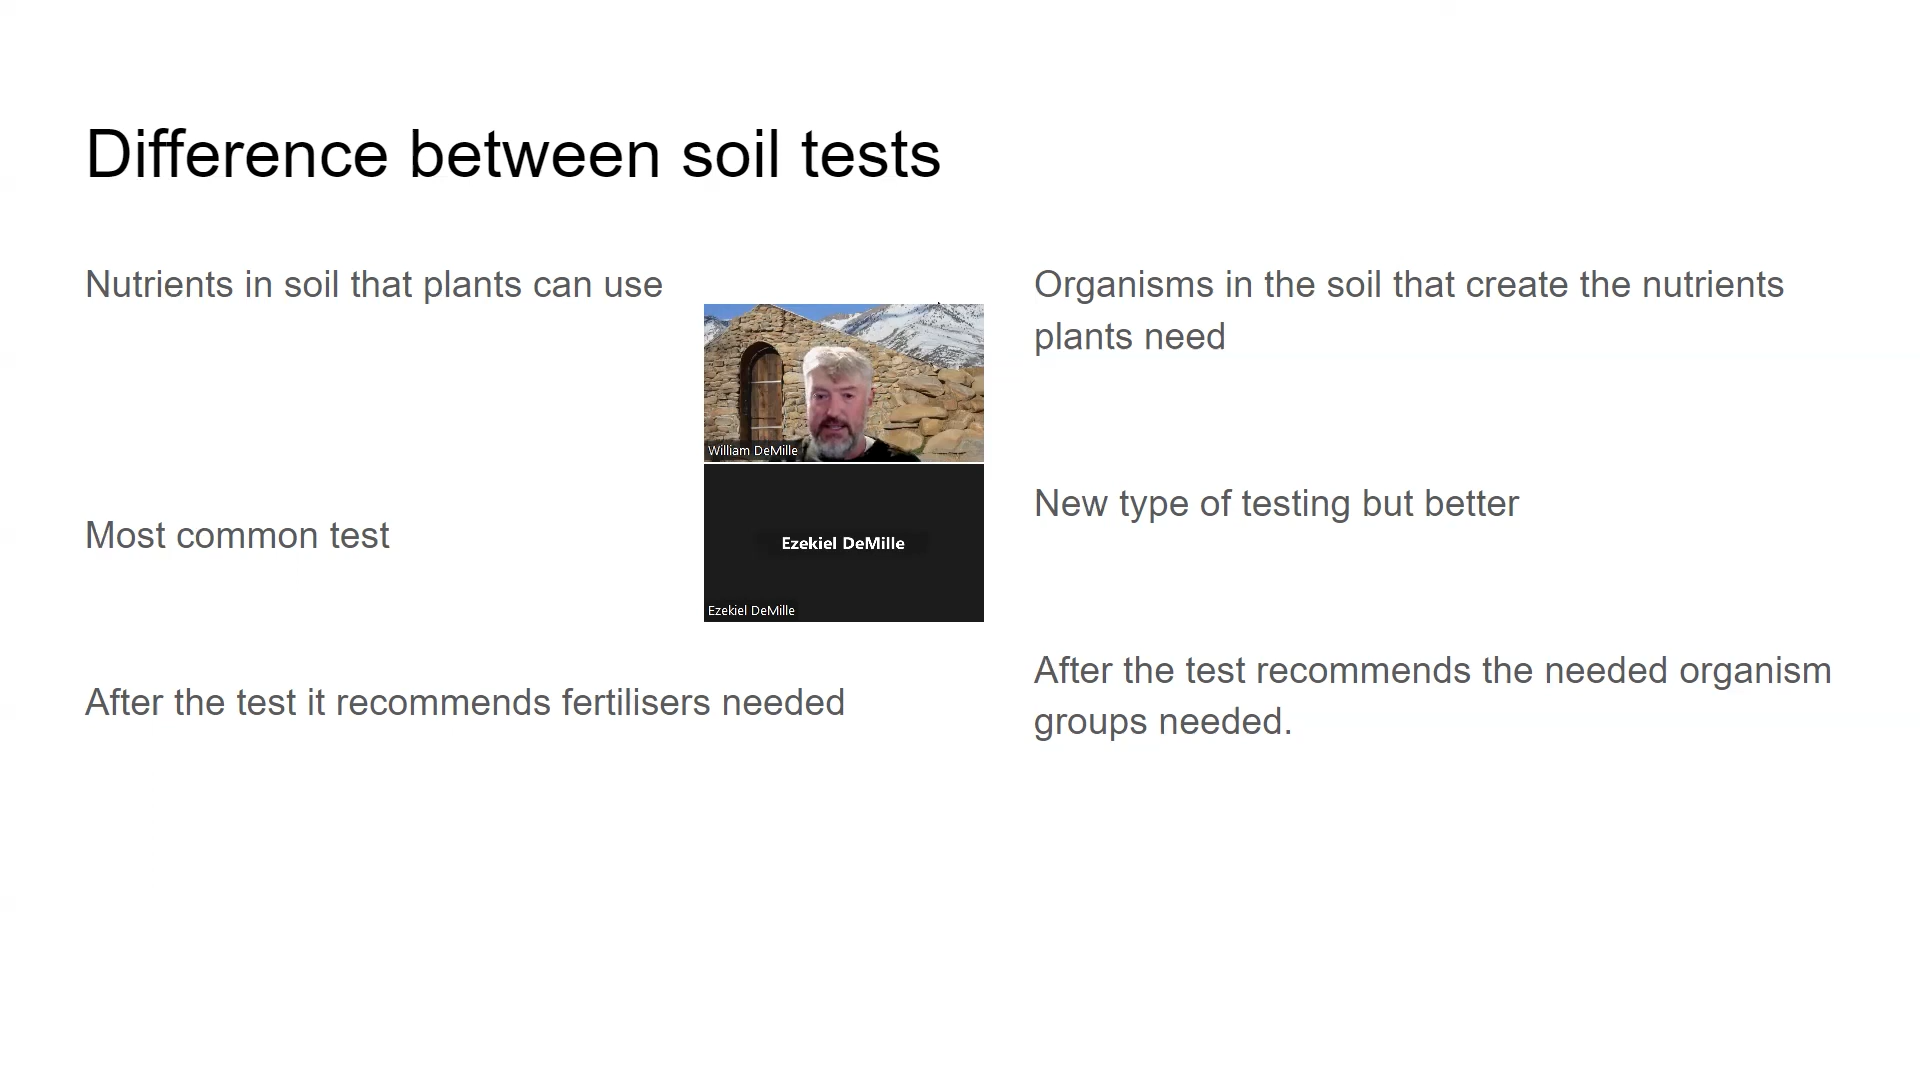 Difference between soil tests
Nutrients in soil that plants can use
Most common test
After the test it recommends fertilisers needed
William DeMille
Ezekiel DeMille
Ezekiel DeMille
Organisms in the soil that create the nutrients
plants need
New type of testing but better
After the test recommends the needed organism
groups needed.